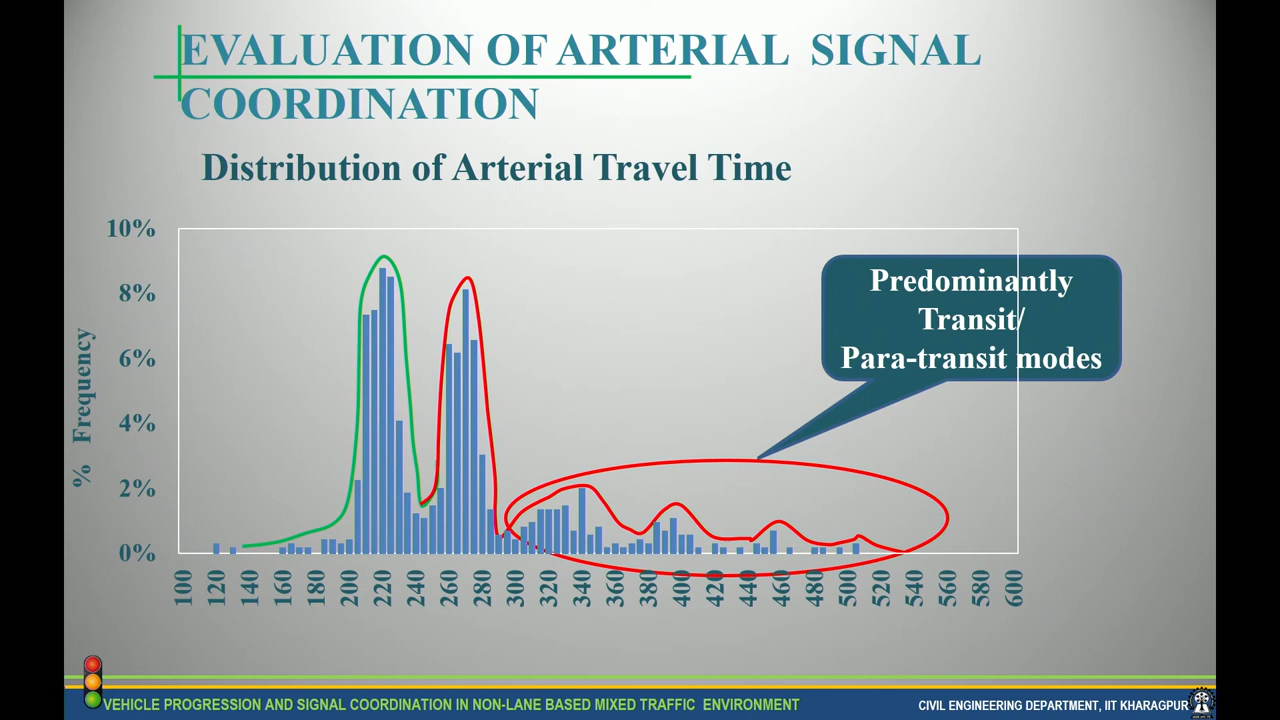 EVALUATION OF ARTERIAL SIGNAL
COORDINATION
Distribution of Arterial Travel Time
10%
8%
6%
4%
2%
0%
% Frequency
Predominantly
Transit/
Para-transit modes
100 120 140 160 180 200 220 240 260 280 300 320 340 360 380 400 420 440 460 480 500 520 540 560 580 600
VEHICLE PROGRESSION AND SIGNAL COORDINATION IN NON-LANE BASED MIXED TRAFFIC ENVIRONMENT
CIVIL ENGINEERING DEPARTMENT, IIT KHARAGPUR